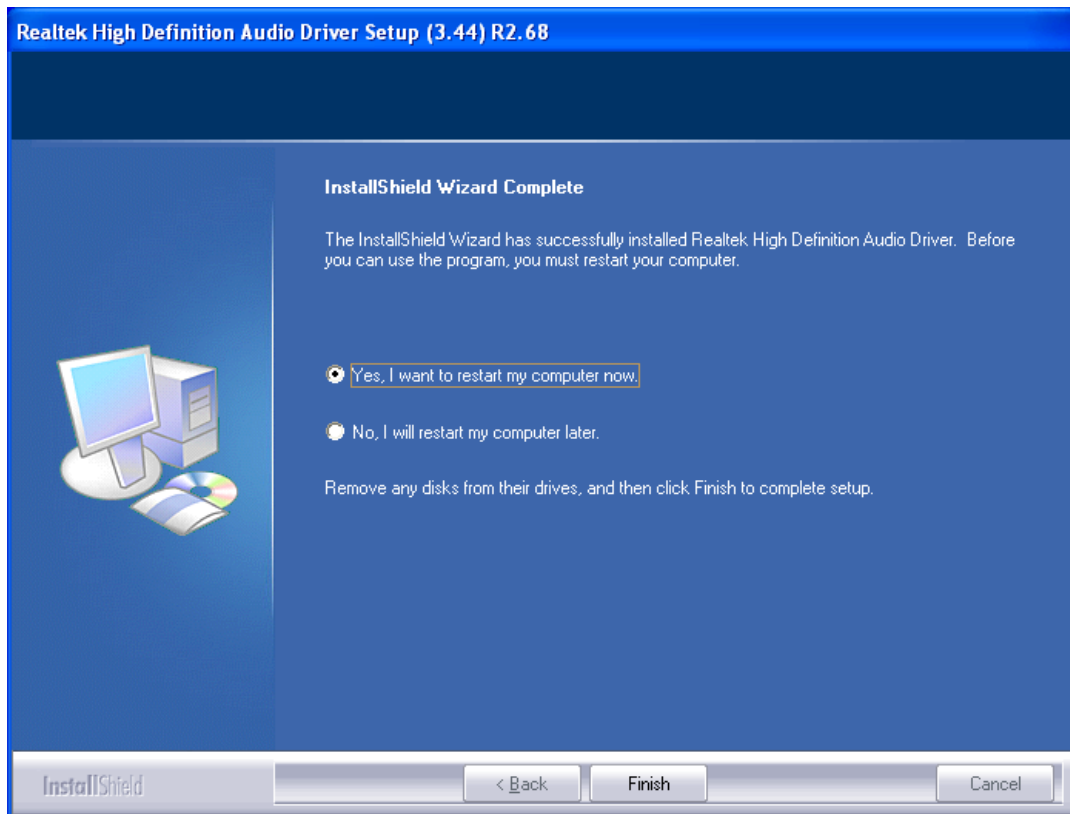 Realtek High Definition Audio Driver Setup (3.44) R2.68
InstallShield Wizard Complete
The InstallShield Wizard has successfully installed Realtek High Definition Audio Driver.  Before
you can use the program, you must restart your computer.
Yes, I want to restart my computer now.
No, I will restart my computer later.
Remove any disks from their drives, and then click Finish to complete setup.
InstallShield
< Back
Finish
Cancel